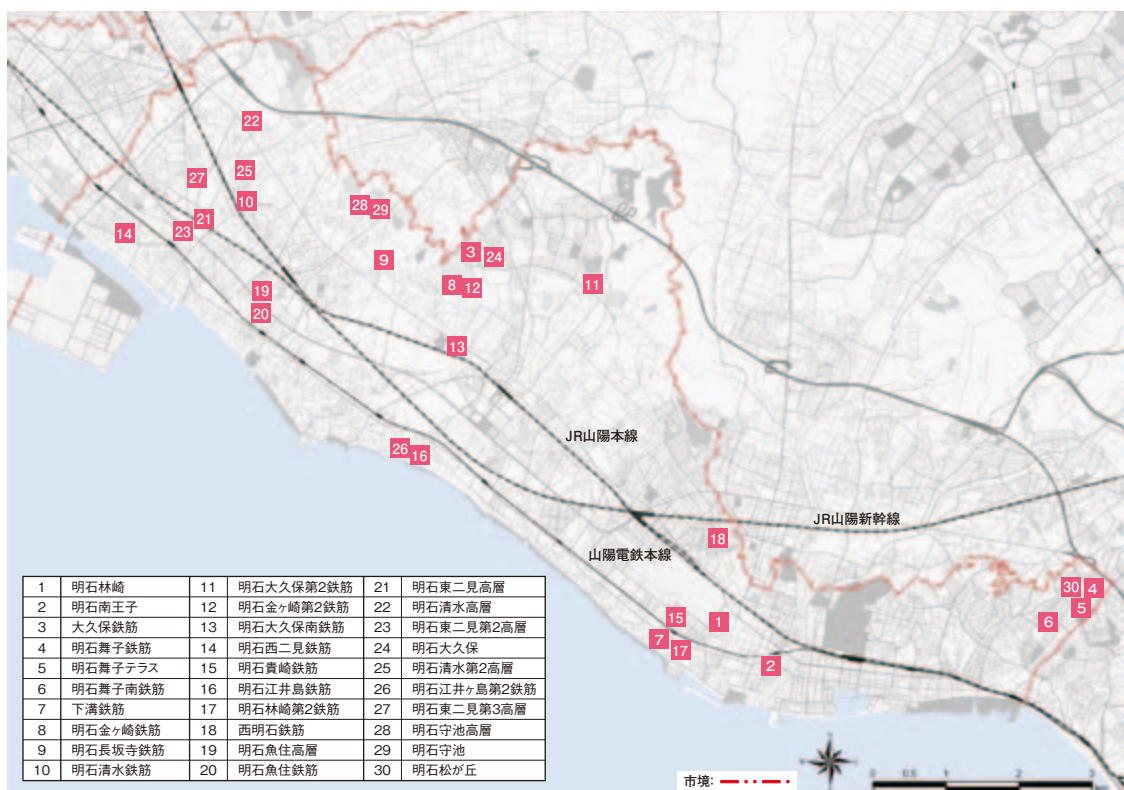 22
25
27
10
28
29
21
23
14
3
24
9
8
12
11
19
20
13
JR山陽本線
26
16
JR山陽新幹線
18
山陽電鉄本線
30
4
5
6
15
1
7
17
2
1 明石林崎 11 明石大久保第2鉄筋 21 明石東二見高層
2 明石南王子 12 明石金ヶ崎第2鉄筋 22 明石清水高層
3 大久保鉄筋 13 明石大久保南鉄筋 23 明石東二見第2高層
4 明石舞子鉄筋 14 明石西二見鉄筋 24 明石大久保
5 明石舞子テラス 15 明石貴崎鉄筋 25 明石清水第2高層
6 明石舞子南鉄筋 16 明石江井島鉄筋 26 明石江井ヶ島第2鉄筋
7 下溝鉄筋 17 明石林崎第2鉄筋 27 明石東二見第3高層
8 明石金ヶ崎鉄筋 18 西明石鉄筋 28 明石守池高層
9 明石長坂寺鉄筋 19 明石魚住高層 29 明石守池
10 明石清水鉄筋 20 明石魚住鉄筋 30 明石松が丘
市境:
0 0.5 1 2 3